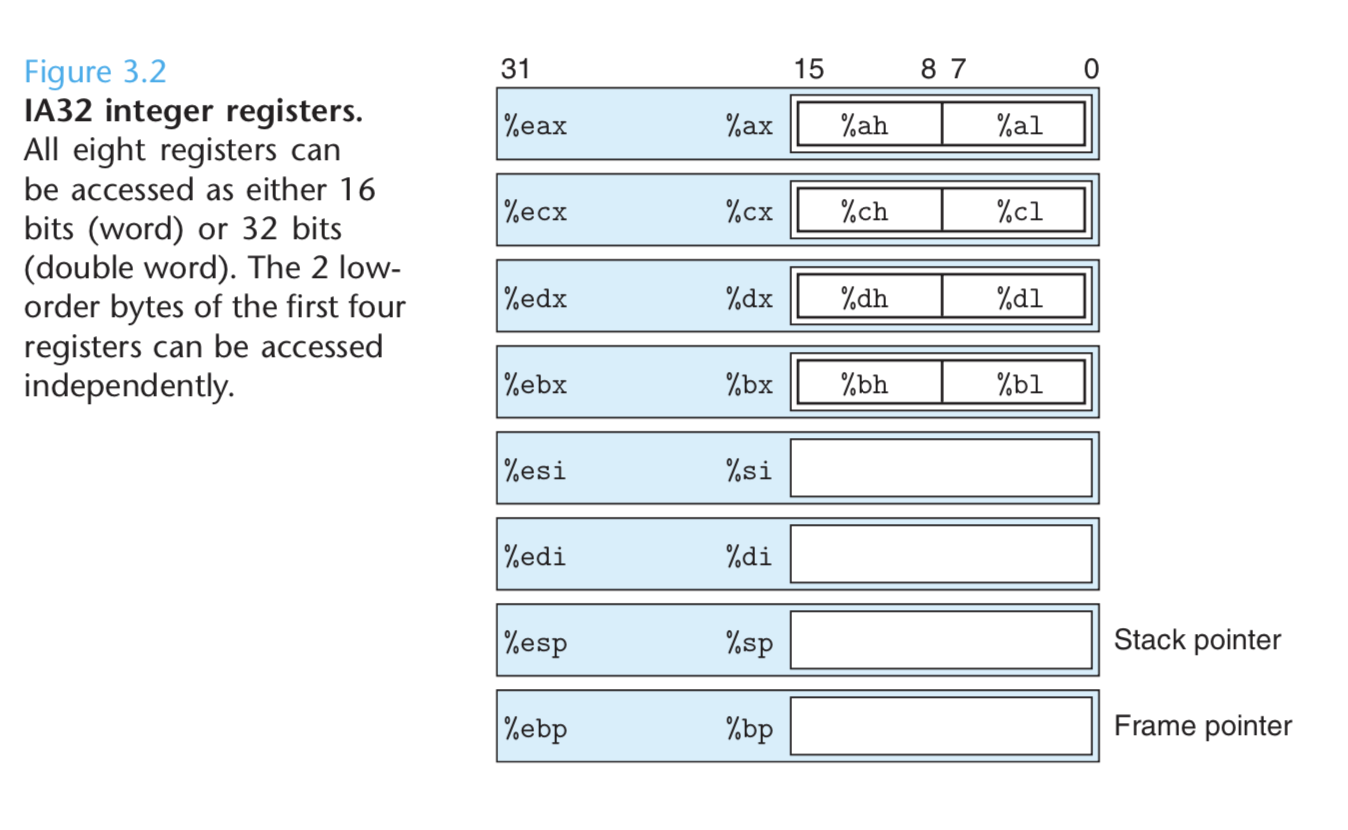 Figure 3.2
IA32 integer registers.
All eight registers can
be accessed as either 16
bits (word) or 32 bits
(double word). The 2 low-
order bytes of the first four
registers can be accessed
independently.
31 15 8 7 0
%eax %ax %ah %al
%ecx %cx %ch %cl
%edx %dx %dh %dl
%ebx %bx %bh %bl
%esi %si
%edi %di
%esp %sp Stack pointer
%ebp %bp Frame pointer